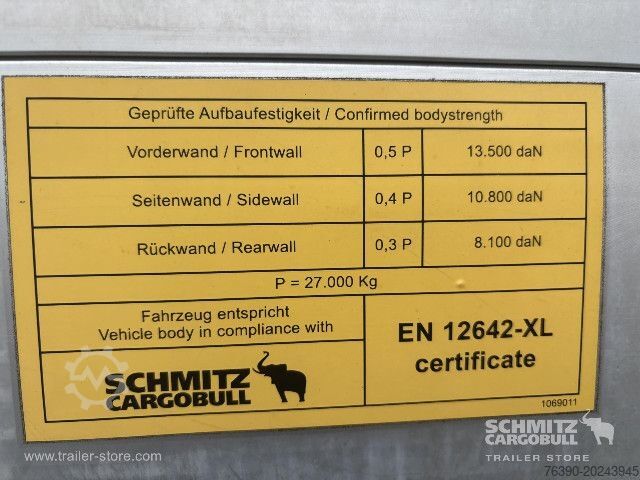 Geprüfte Aufbaufestigkeit / Confirmed bodystrength
Vorderwand / Frontwall 0,5 P 13.500 daN
Seitenwand / Sidewall 0,4 P 10.800 daN
Rückwand / Rearwall 0,3 P 8.100 daN
P = 27.000 Kg
Fahrzeug entspricht
Vehicle body in compliance with
EN 12642-XL
certificate
SCHMITZ
CARGOBULL
1069011
SCHMITZ
CARGOBULL
TRAILER STORE
www.trailer-store.com
76390-20243945